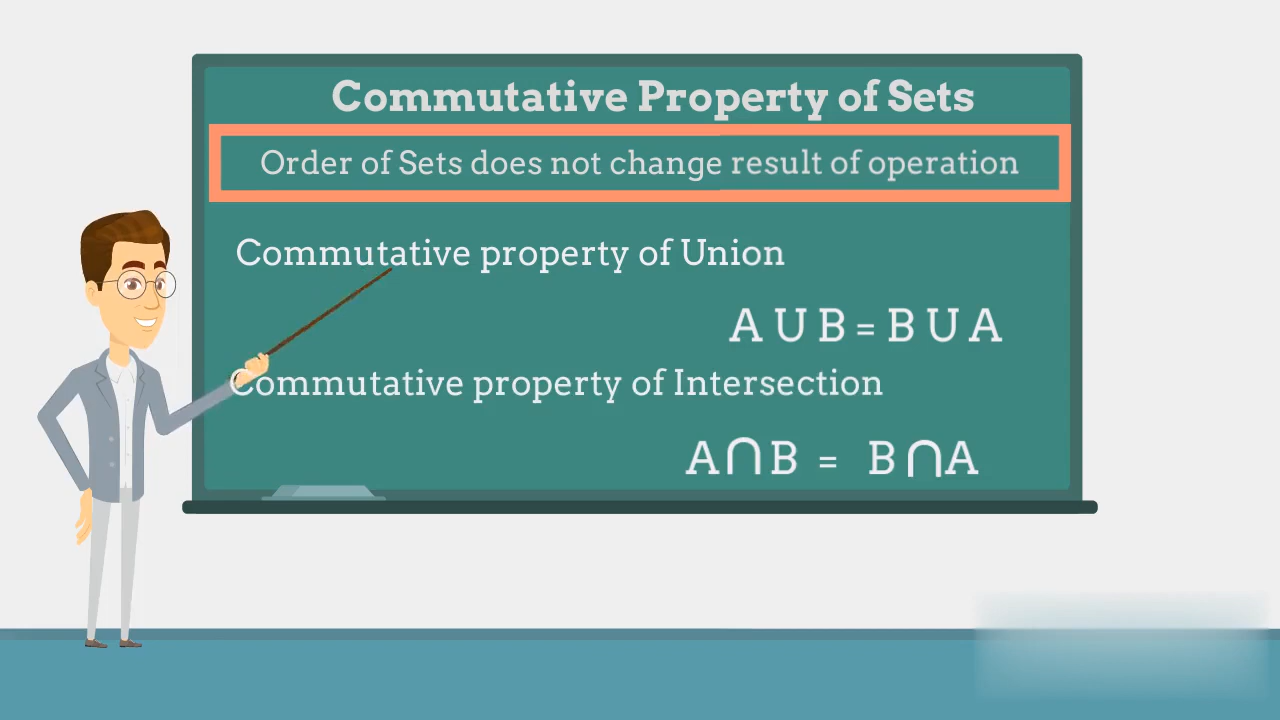 Commutative Property of Sets
Order of Sets does not change result of operation
Commutative property of Union
A U B = B U A
Commutative property of Intersection
A ∩ B = B ∩ A